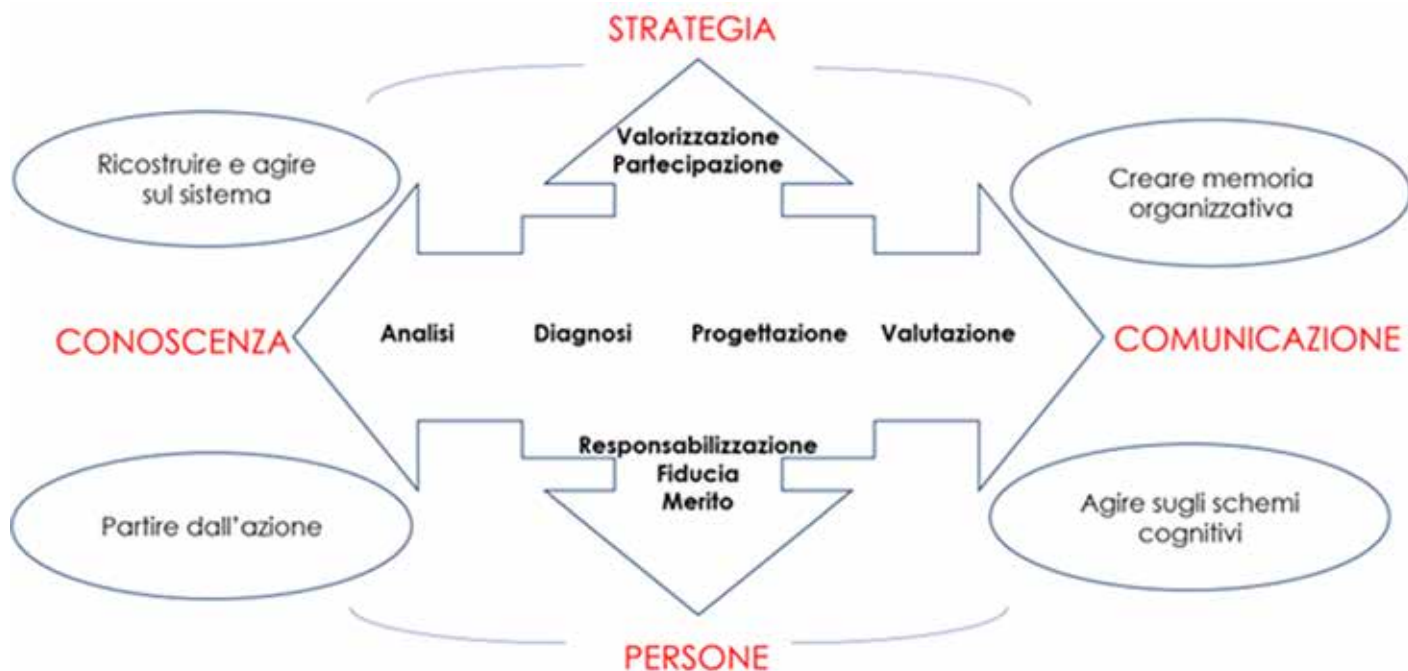 STRATEGIA
Valorizzazione
Partecipazione
Ricostruire e agire
sul sistema
Creare memoria
organizzativa
CONOSCENZA
Analisi
Diagnosi
Progettazione
Valutazione
COMUNICAZIONE
Responsabilizzazione
Fiducia
Merito
Partire dall'azione
Agire sugli schemi
cognitivi
PERSONE